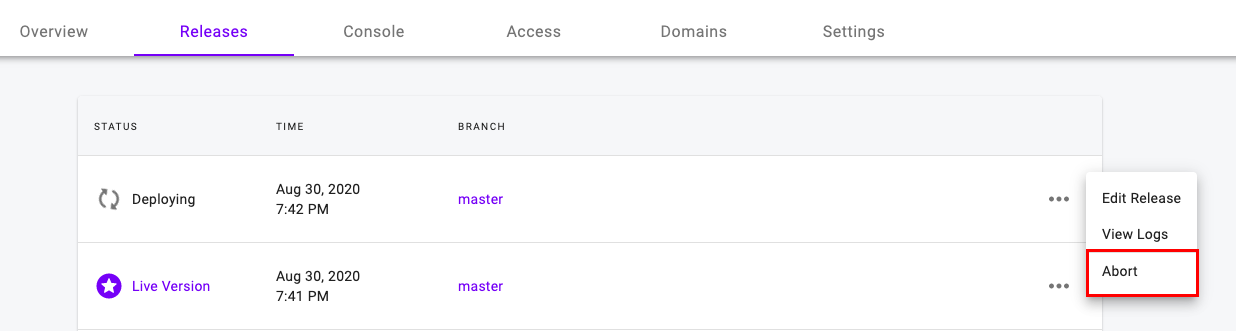 Overview Releases Console Access Domains Settings
STATUS TIME BRANCH
Deploying
Aug 30, 2020
7:42 PM
master
Edit Release
View Logs
Abort
Live Version
Aug 30, 2020
7:41 PM
master